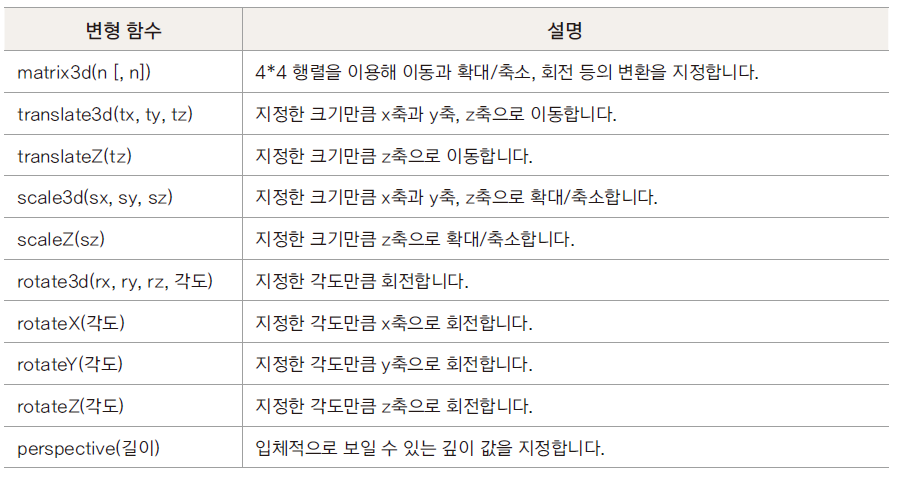 변형 함수 설명
matrix3d(n [, n]) 4*4 행렬을 이용해 이동과 확대/축소, 회전 등의 변환을 지정합니다.
translate3d(tx, ty, tz) 지정한 크기만큼 x축과 y축, z축으로 이동합니다.
translateZ(tz) 지정한 크기만큼 z축으로 이동합니다.
scale3d(sx, sy, sz) 지정한 크기만큼 x축과 y축, z축으로 확대/축소합니다.
scaleZ(sz) 지정한 크기만큼 z축으로 확대/축소합니다.
rotate3d(rx, ry, rz, 각도) 지정한 각도만큼 회전합니다.
rotateX(각도) 지정한 각도만큼 x축으로 회전합니다.
rotateY(각도) 지정한 각도만큼 y축으로 회전합니다.
rotateZ(각도) 지정한 각도만큼 z축으로 회전합니다.
perspective(길이) 입체적으로 보일 수 있는 깊이 값을 지정합니다.